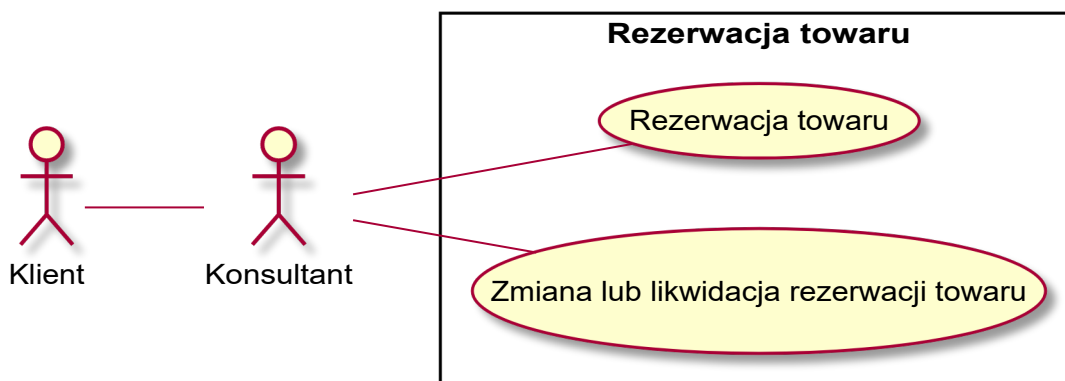 Rezerwacja towaru
Rezerwacja towaru
Klient
Konsultant
Zmiana lub likwidacja rezerwacji towaru